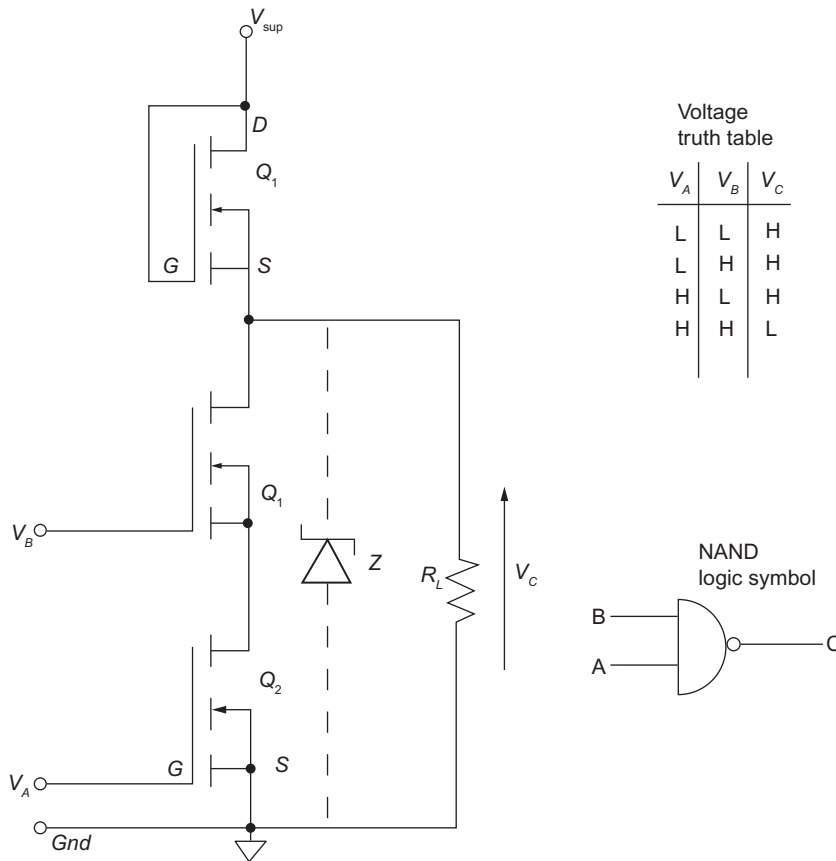 V_sup
D
Q_1
G
S
V_B
Q_1
Z
R_L
V_C
Q_2
V_A
G
S
Gnd
Voltage
truth table
V_A V_B V_C
L L H
L H H
H L H
H H L
NAND
logic symbol
B
A
C